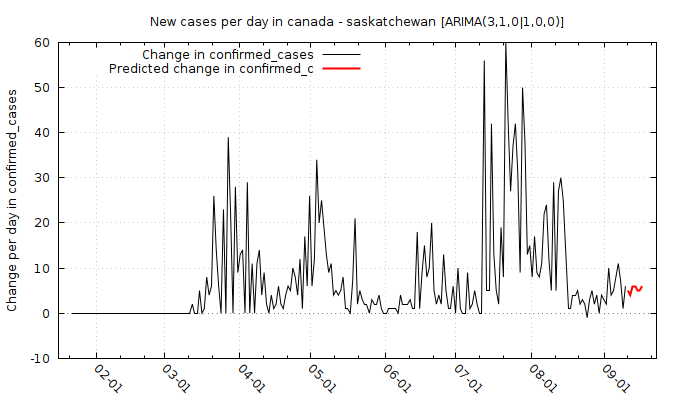 New cases per day in canada - saskatchewan [ARIMA(3,1,0|1,0,0)]
Change in confirmed_cases
Predicted change in confirmed_c
Change per day in confirmed_cases
60
50
40
30
20
10
0
-10
02-01 03-01 04-01 05-01 06-01 07-01 08-01 09-01